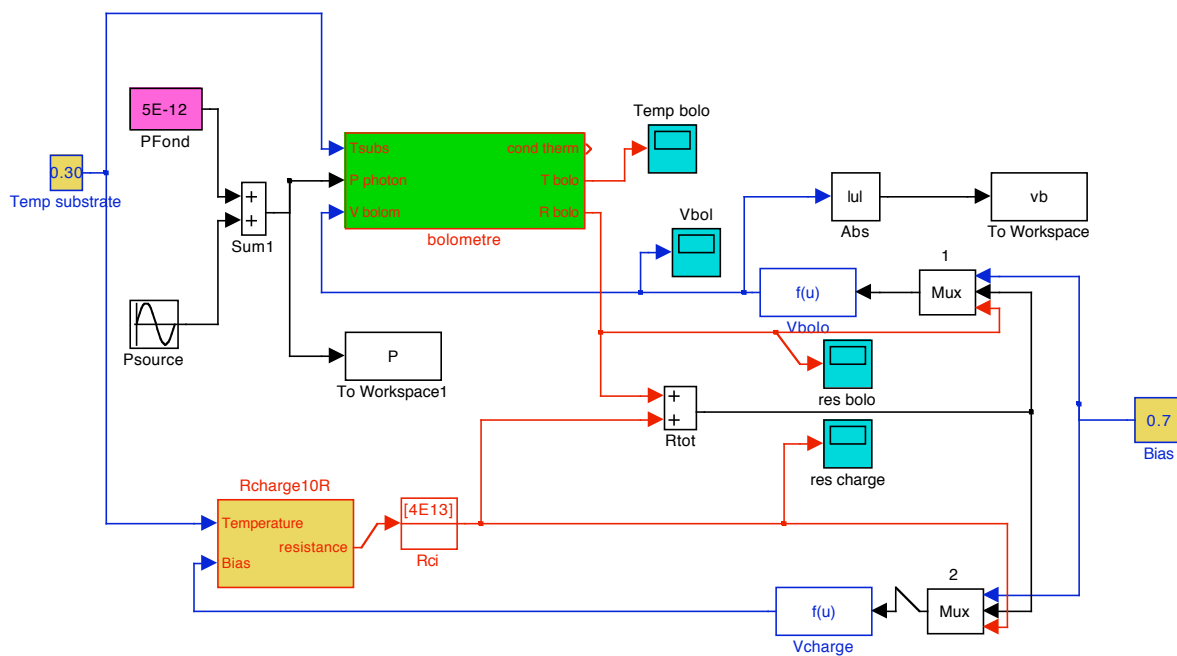 5E-12
PFond
0.30
Temp substrate
+
+
Sum1
Psource
Tsubs
P photon
V bolom
cond therm
T bolo
R bolo
bolometre
Temp bolo
Vbol
lul
Abs
vb
To Workspace
1
f(u)
Vbolo
Mux
P
To Workspace1
res bolo
+
+
Rtot
res charge
0.7
Bias
Rcharge10R
Temperature
resistance
Bias
[4E13]
Rci
2
f(u)
Vcharge
Mux